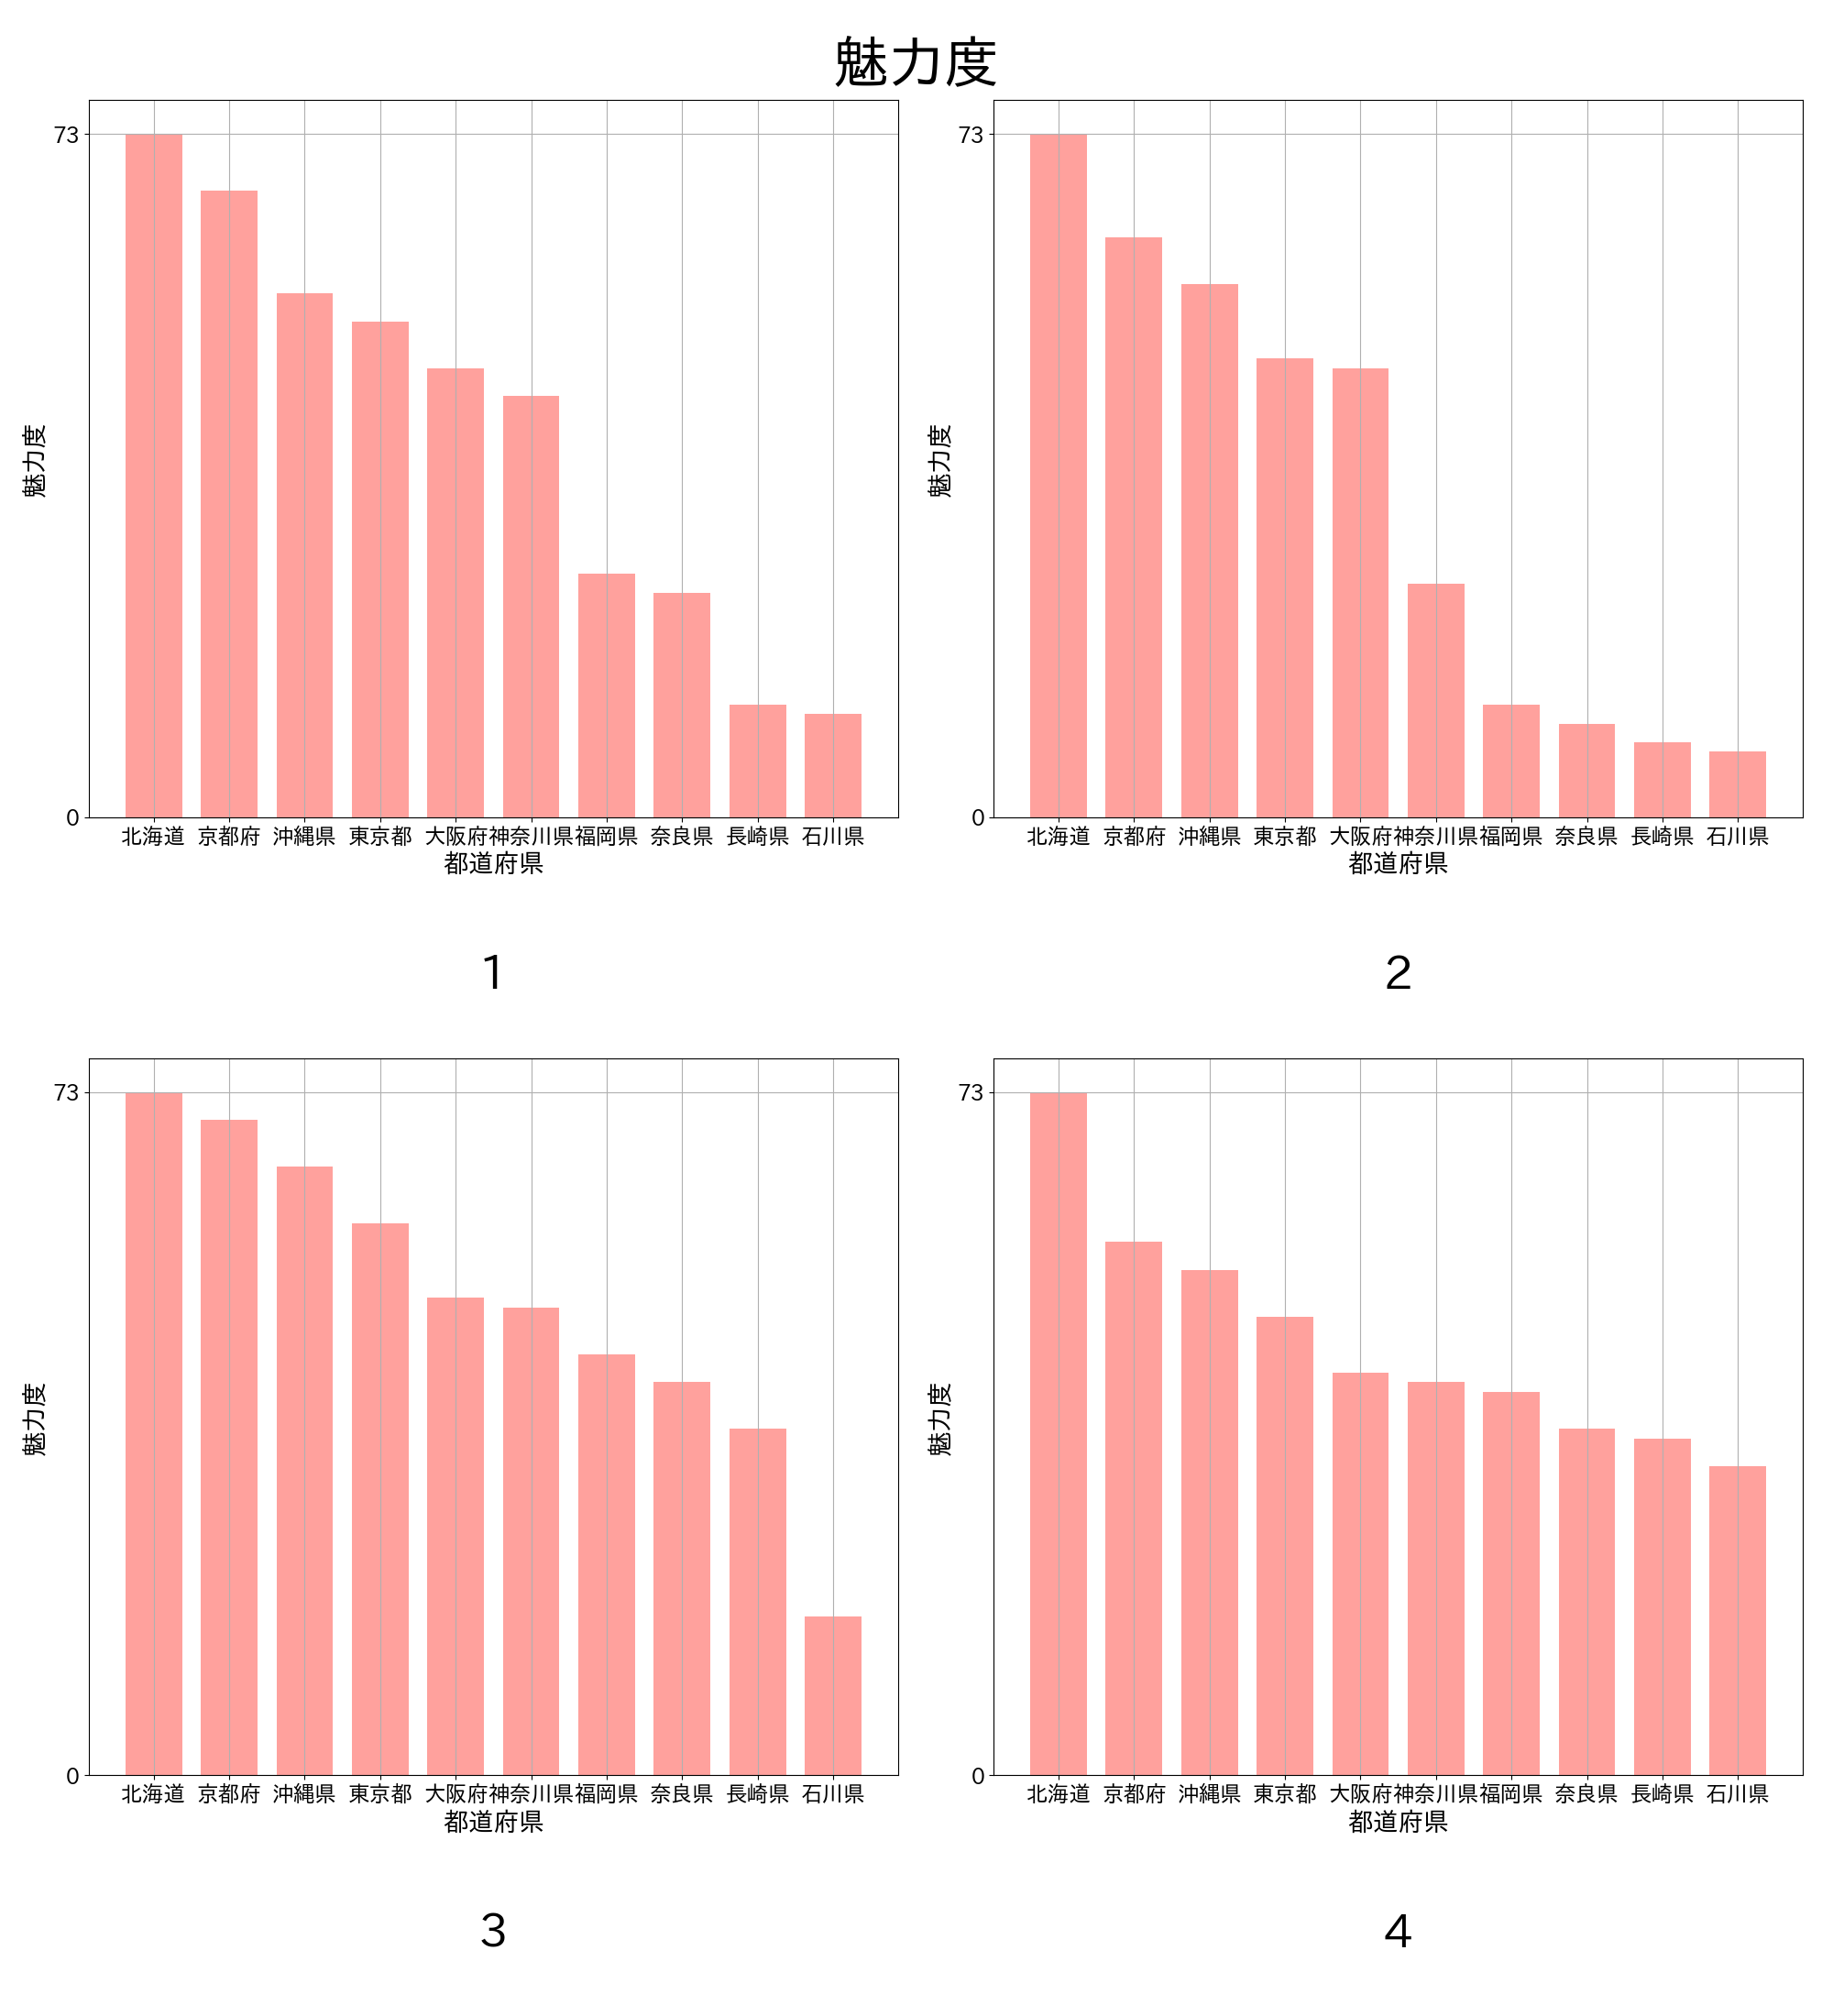 魅力度
73
0
魅力度
北海道 京都府 沖縄県 東京都 大阪府 神奈川県 福岡県 奈良県 長崎県 石川県
都道府県
1
73
0
魅力度
北海道 京都府 沖縄県 東京都 大阪府 神奈川県 福岡県 奈良県 長崎県 石川県
都道府県
2
73
0
魅力度
北海道 京都府 沖縄県 東京都 大阪府 神奈川県 福岡県 奈良県 長崎県 石川県
都道府県
3
73
0
魅力度
北海道 京都府 沖縄県 東京都 大阪府 神奈川県 福岡県 奈良県 長崎県 石川県
都道府県
4